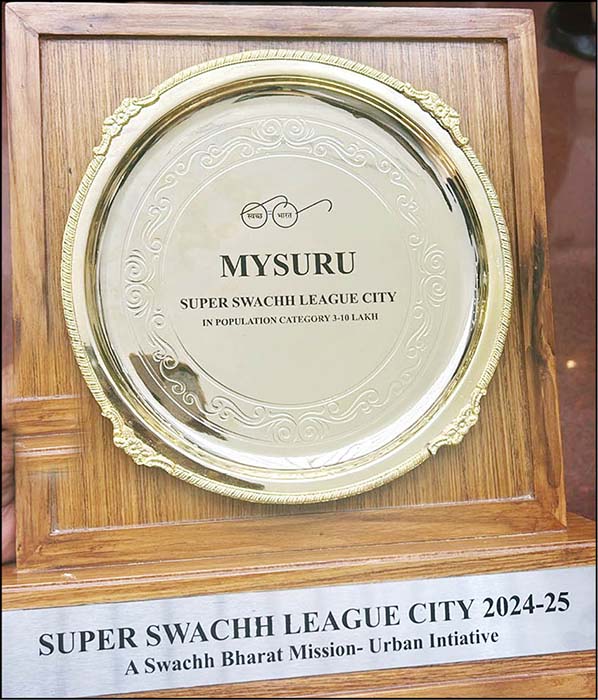 स्वच्छ भारत
MYSURU
SUPER SWACHH LEAGUE CITY
IN POPULATION CATEGORY 3-10 LAKH
SUPER SWACHH LEAGUE CITY 2024-25
A Swachh Bharat Mission- Urban Intiative